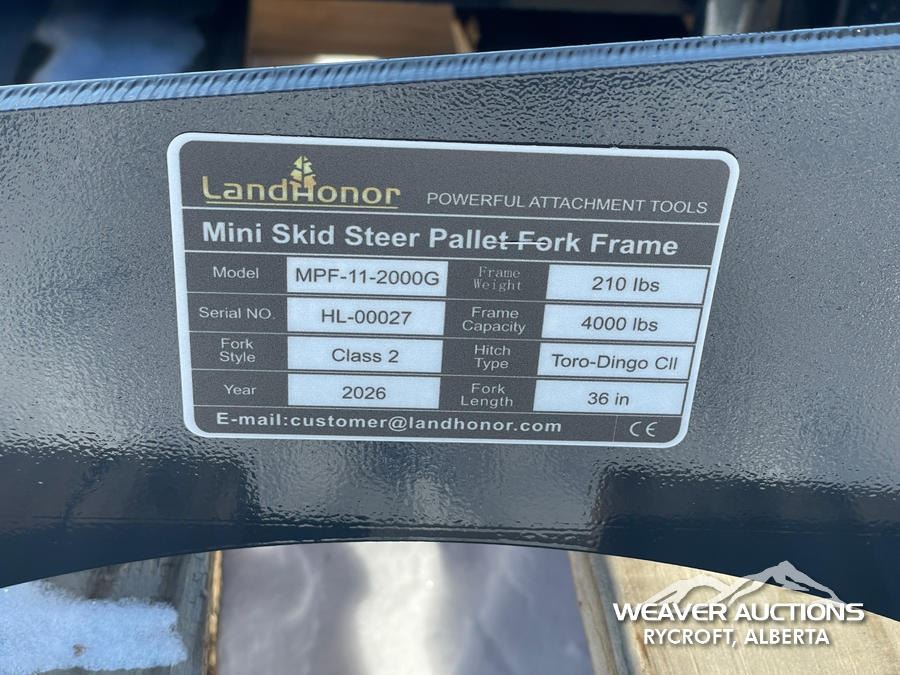 LandHonor POWERFUL ATTACHMENT TOOLS
Mini Skid Steer Pallet Fork Frame
Model MPF-11-2000G Frame Weight 210 lbs
Serial NO. HL-00027 Frame Capacity 4000 lbs
Fork Style Class 2 Hitch Type Toro-Dingo CII
Year 2026 Fork Length 36 in
E-mail:customer@landhonor.com CE
WEAVER AUCTIONS
RYCROFT, ALBERTA